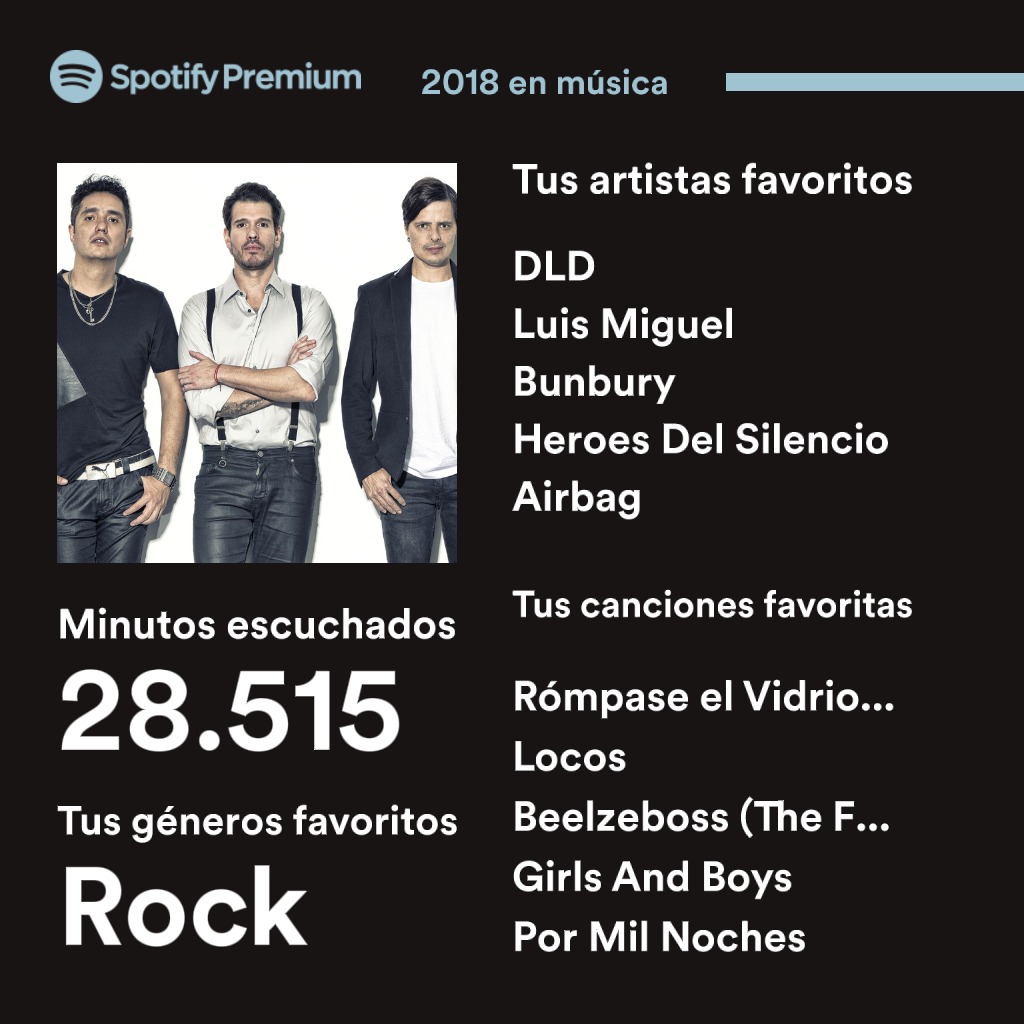 Spotify Premium
2018 en música
Tus artistas favoritos
DLD
Luis Miguel
Bunbury
Heroes Del Silencio
Airbag
Minutos escuchados
28.515
Tus géneros favoritos
Rock
Tus canciones favoritas
Rómpase el Vidrio...
Locos
Beelzeboss (The F...
Girls And Boys
Por Mil Noches